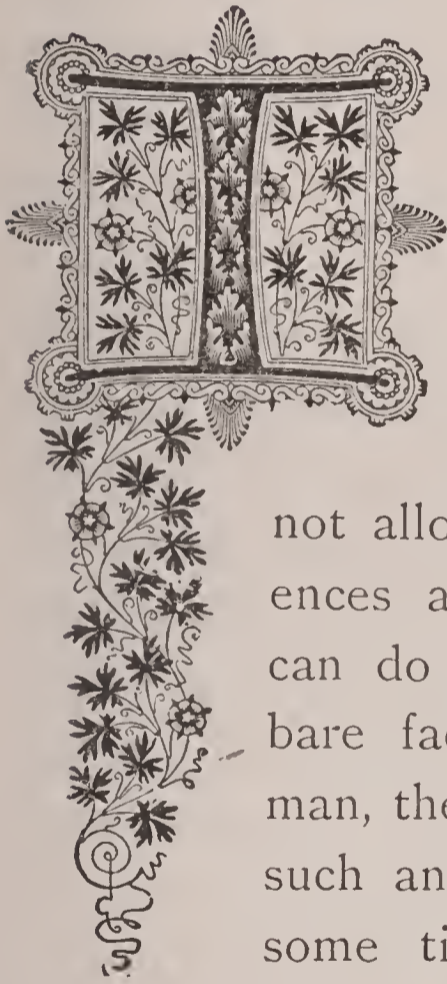 I
not allo
ences a
can do
bare fac
man, the
such an
some ti